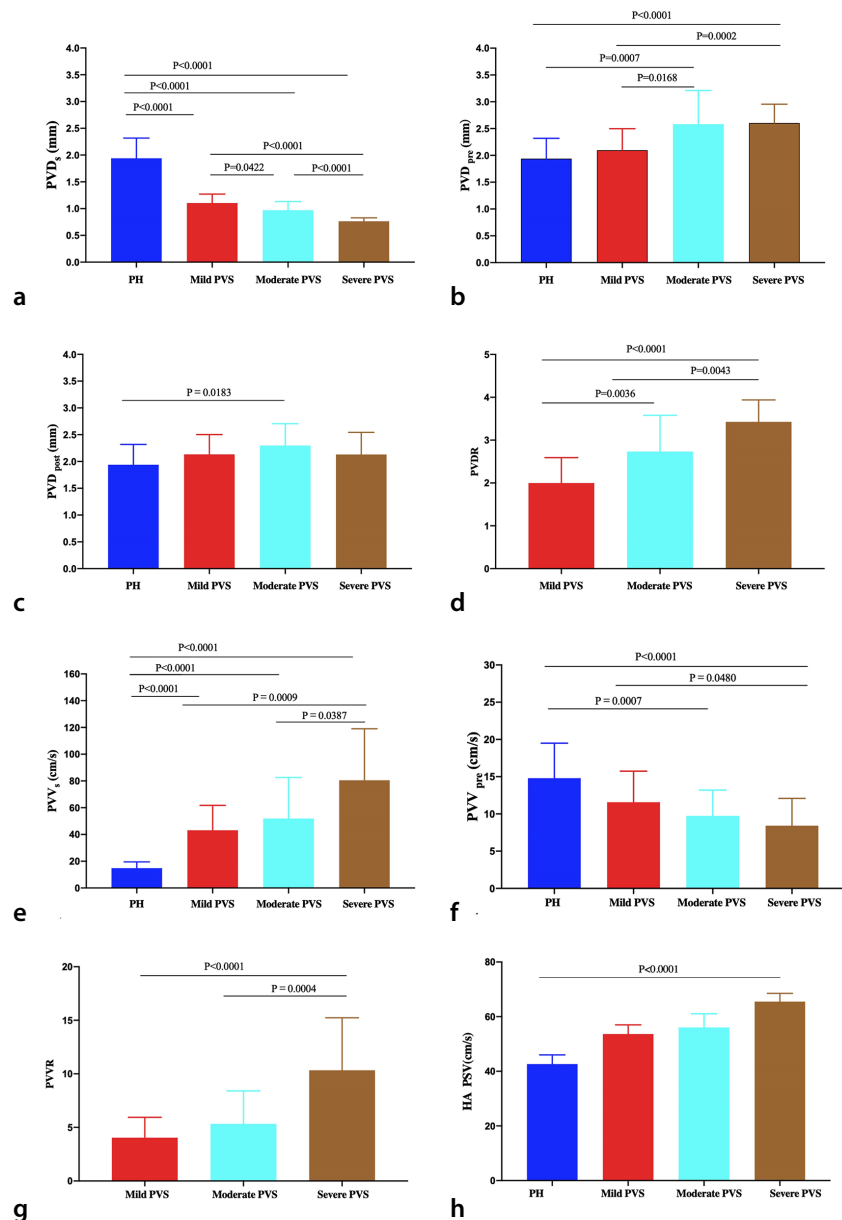 P<0.0001
P<0.0001
P<0.0001
P<0.0001
P=0.0422
P<0.0001
PVDs (mm)
4.0
3.5
3.0
2.5
2.0
1.5
1.0
0.5
0.0
PH Mild PVS Moderate PVS Severe PVS
a
P<0.0001
P=0.0002
P=0.0007
P=0.0168
PVD pre (mm)
4.0
3.5
3.0
2.5
2.0
1.5
1.0
0.5
0.0
PH Mild PVS Moderate PVS Severe PVS
b
P = 0.0183
PVD post (mm)
4.0
3.5
3.0
2.5
2.0
1.5
1.0
0.5
0.0
PH Mild PVS Moderate PVS Severe PVS
c
P<0.0001
P=0.0043
P=0.0036
PVDR
5
4
3
2
1
0
Mild PVS Moderate PVS Severe PVS
d
P<0.0001
P<0.0001
P<0.0001
P = 0.0009
P = 0.0387
PVVs (cm/s)
160
140
120
100
80
60
40
20
0
PH Mild PVS Moderate PVS Severe PVS
e
P<0.0001
P = 0.0480
P = 0.0007
PVV pre (cm/s)
30
25
20
15
10
5
0
PH Mild PVS Moderate PVS Severe PVS
f
P<0.0001
P = 0.0004
PVVR
20
15
10
5
0
Mild PVS Moderate PVS Severe PVS
g
P<0.0001
HA PSV(cm/s)
80
60
40
20
0
PH Mild PVS Moderate PVS Severe PVS
h